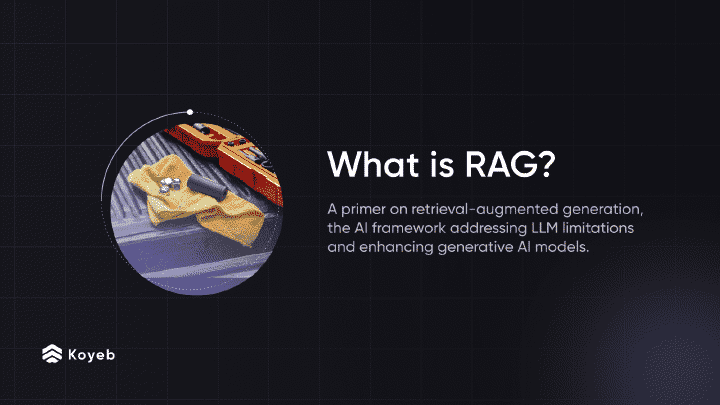 What is RAG?
A primer on retrieval-augmented generation,
the AI framework addressing LLM limitations
and enhancing generative AI models.
Koyeb